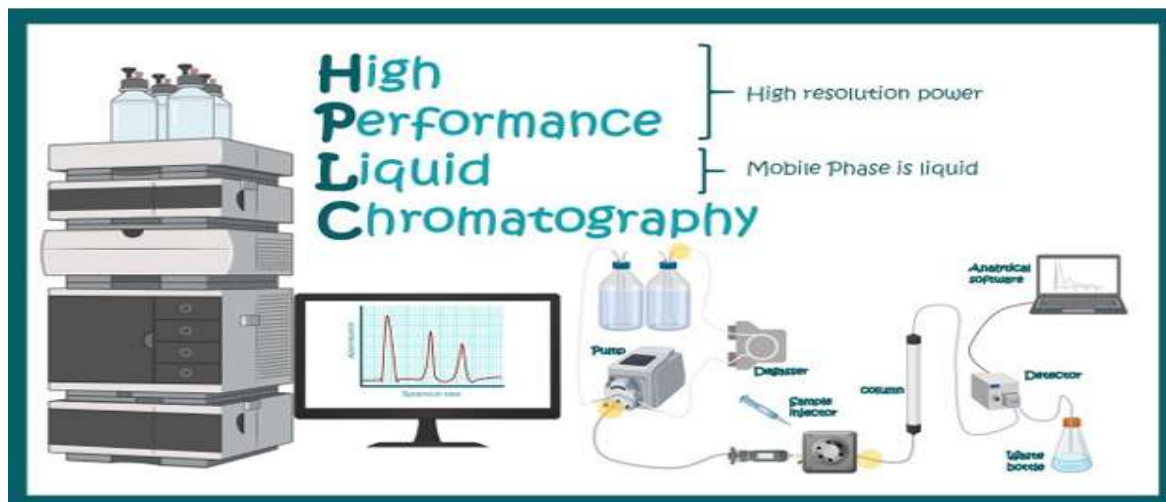 High
Performance
Liquid
Chromatography
High resolution power
Mobile Phase is liquid
Analytical
software
Pump
Degasser
Sample
injector
column
Detector
Waste
bottle